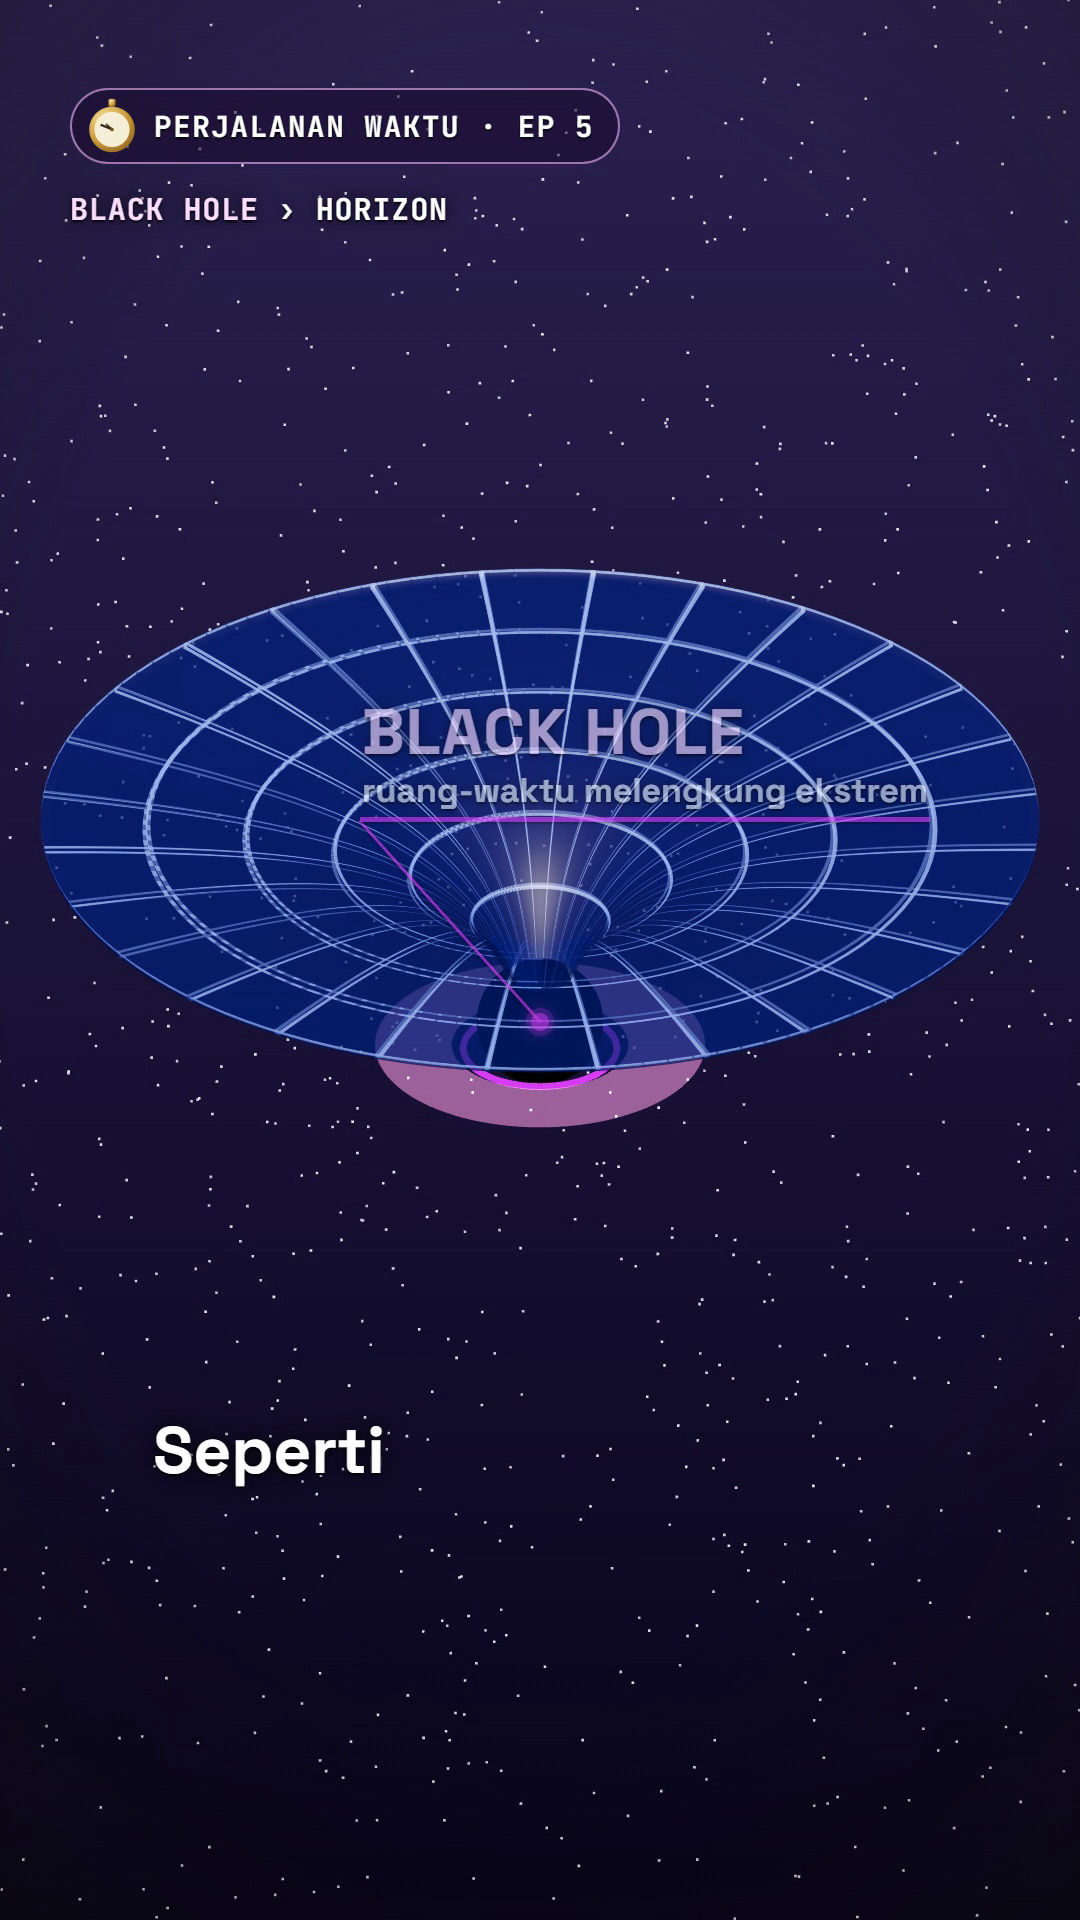 PERJALANAN WAKTU · EP 5
BLACK HOLE › HORIZON
BLACK HOLE
ruang-waktu melengkung ekstrem
Seperti